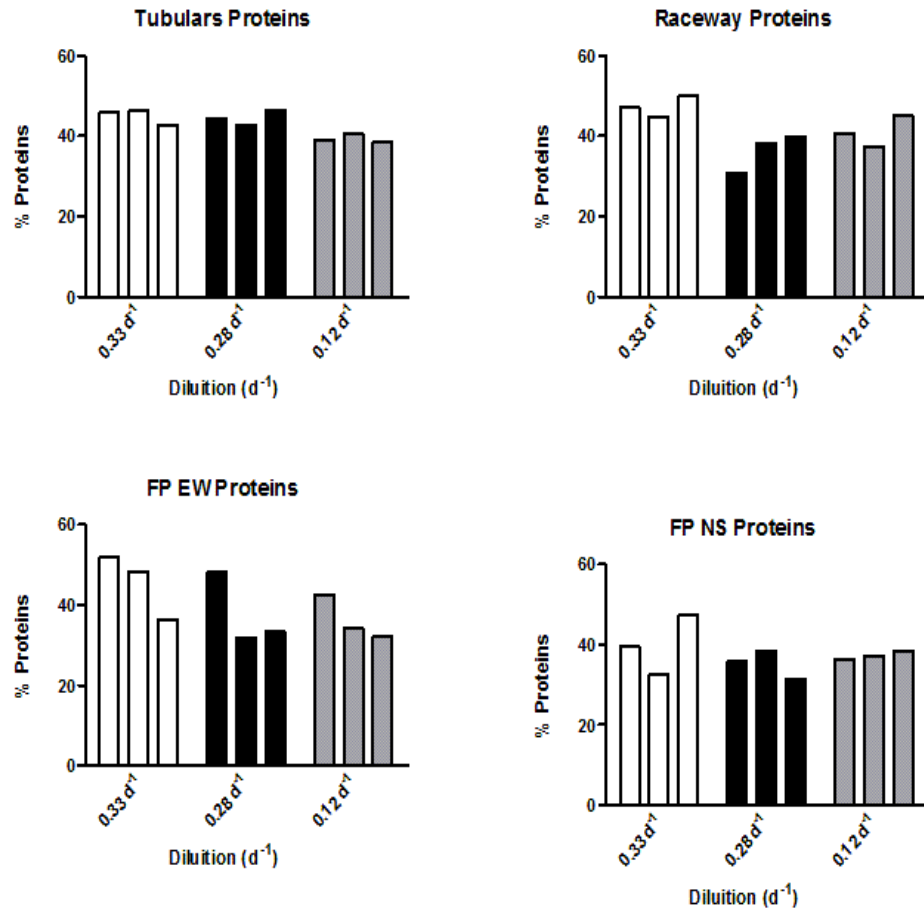 Tubulars Proteins
% Proteins
60
40
20
0
0.33 d⁻¹
0.28 d⁻¹
0.12 d⁻¹
Diluition (d⁻¹)
Raceway Proteins
% Proteins
60
40
20
0
0.33 d⁻¹
0.28 d⁻¹
0.12 d⁻¹
Diluition (d⁻¹)
FP EW Proteins
% Proteins
60
40
20
0
0.33 d⁻¹
0.28 d⁻¹
0.12 d⁻¹
Diluition (d⁻¹)
FP NS Proteins
% Proteins
60
40
20
0
0.33 d⁻¹
0.28 d⁻¹
0.12 d⁻¹
Diluition (d⁻¹)